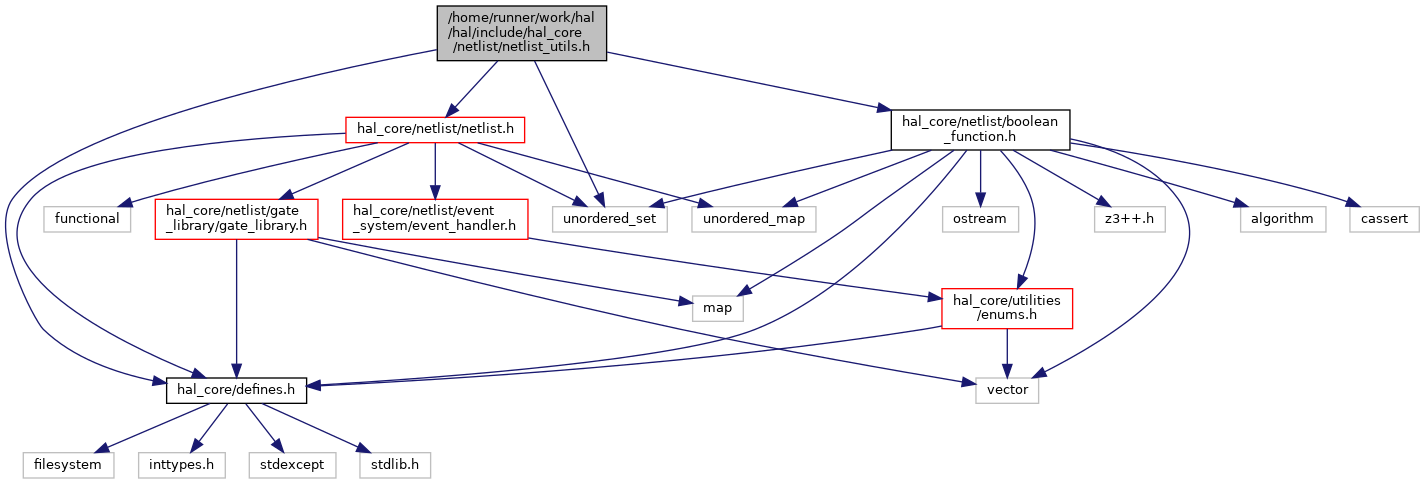 /home/runner/work/hal
/hal/include/hal_core
/netlist/netlist_utils.h
hal_core/netlist/netlist.h
hal_core/netlist/boolean
_function.h
functional
hal_core/netlist/gate
_library/gate_library.h
hal_core/netlist/event
_system/event_handler.h
unordered_set
unordered_map
ostream
z3++.h
algorithm
cassert
map
hal_core/utilities
/enums.h
hal_core/defines.h
vector
filesystem
inttypes.h
stdexcept
stdlib.h